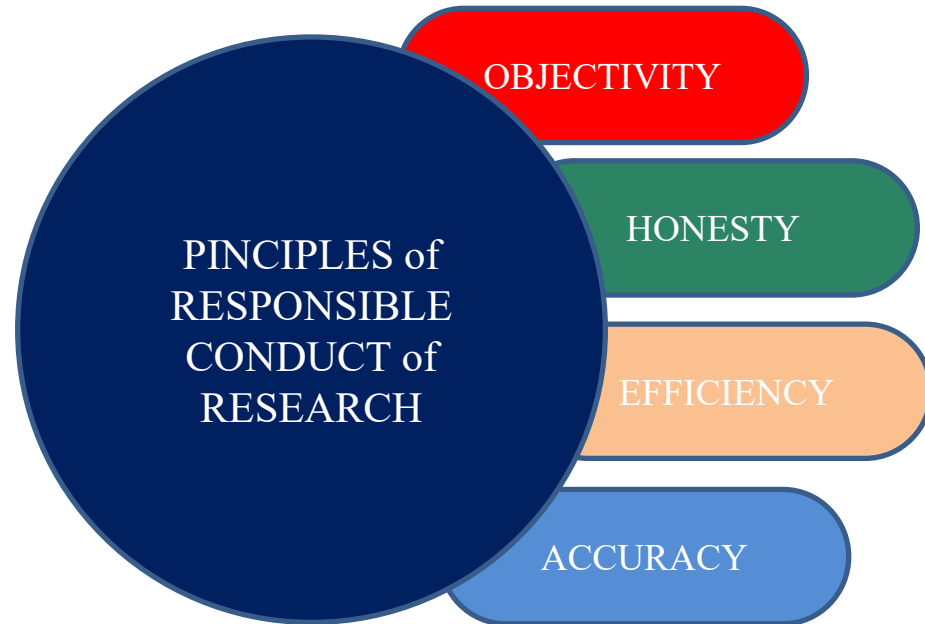 PINCIPLES of
RESPONSIBLE
CONDUCT of
RESEARCH
OBJECTIVITY
HONESTY
EFFICIENCY
ACCURACY